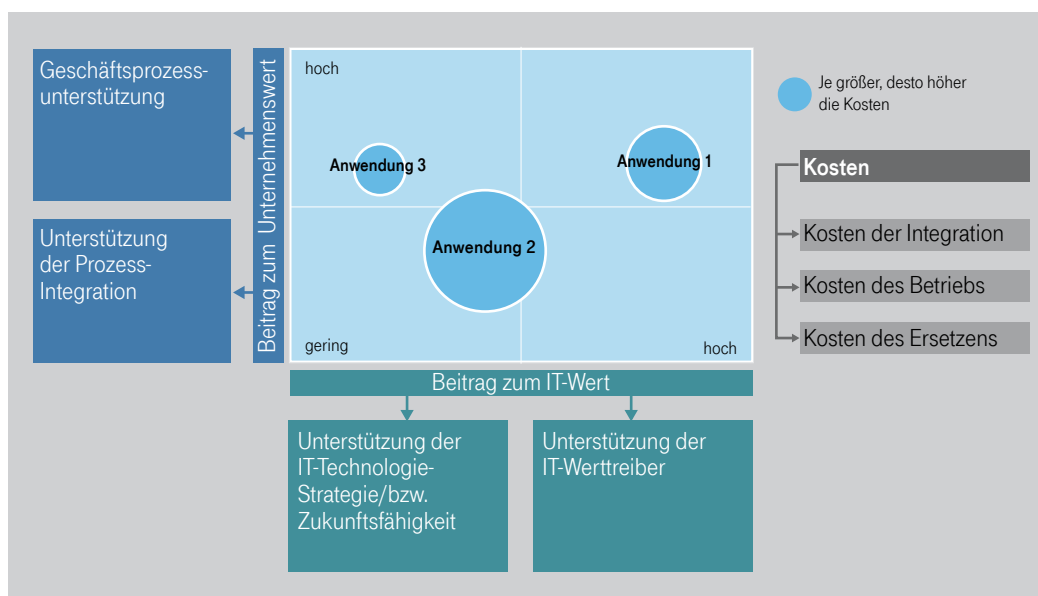 Geschäftsprozess-
unterstützung
Unterstützung
der Prozess-
Integration
Beitrag zum Unternehmenswert
hoch
Anwendung 3
Anwendung 1
Anwendung 2
gering
hoch
Beitrag zum IT-Wert
Unterstützung der
IT-Technologie-
Strategie/bzw.
Zukunftsfähigkeit
Unterstützung der
IT-Werttreiber
Je größer, desto höher
die Kosten
Kosten
Kosten der Integration
Kosten des Betriebs
Kosten des Ersetzens